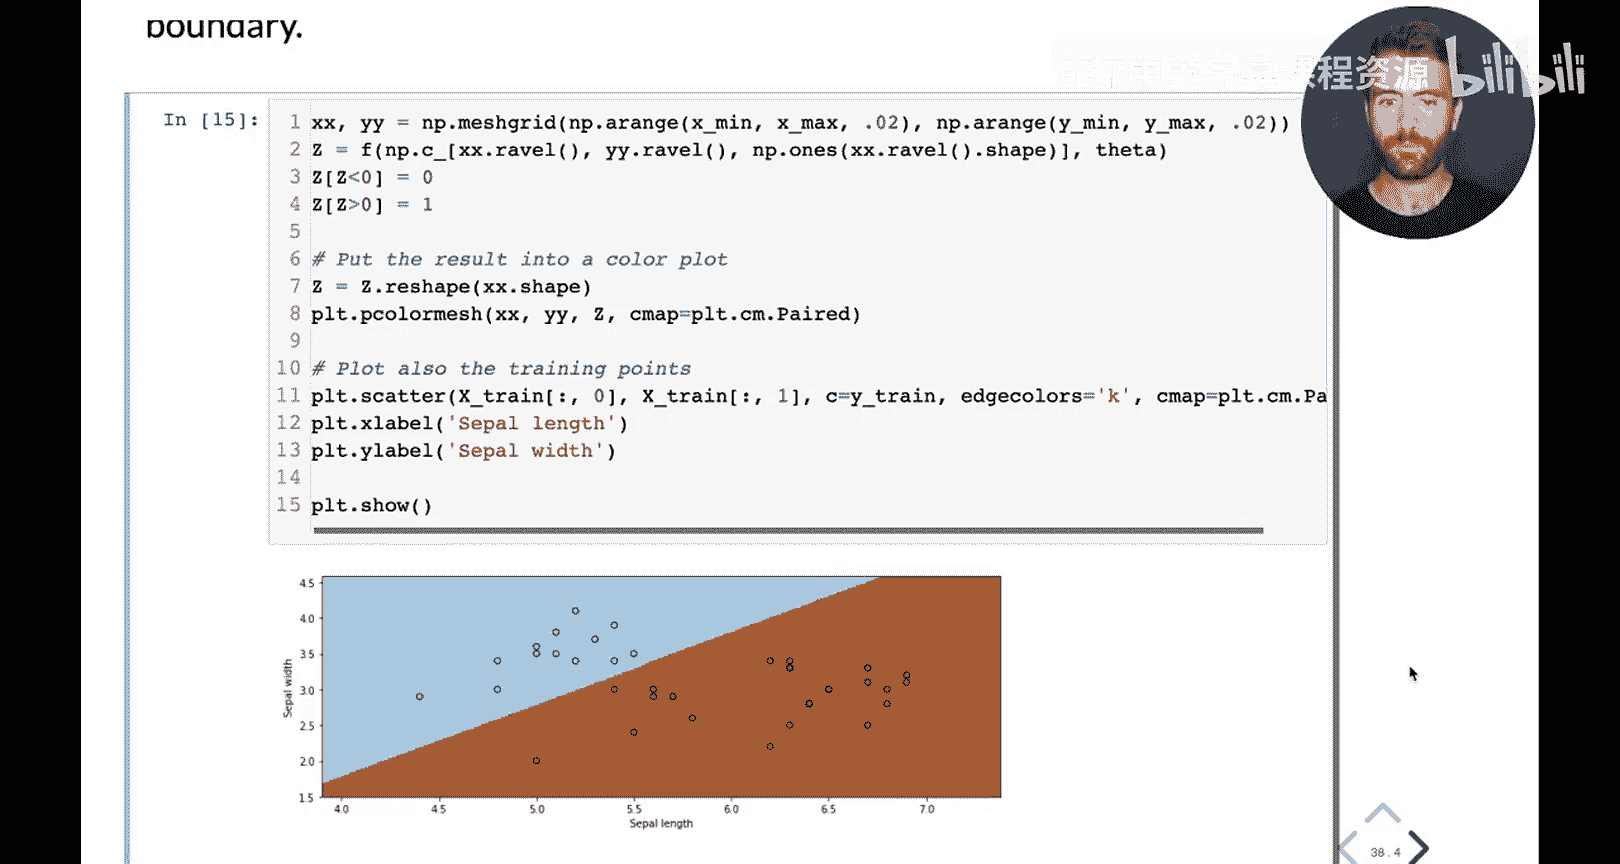 boundary.
程资源 bilibili
In [15]:
1 xx, yy = np.meshgrid(np.arange(x_min, x_max, .02), np.arange(y_min, y_max, .02))
2 Z = f(np.c_[xx.ravel(), yy.ravel(), np.ones(xx.ravel().shape)], theta)
3 Z[Z<0] = 0
4 Z[Z>0] = 1
5
6 # Put the result into a color plot
7 Z = Z.reshape(xx.shape)
8 plt.pcolormesh(xx, yy, Z, cmap=plt.cm.Paired)
9
10 # Plot also the training points
11 plt.scatter(X_train[:, 0], X_train[:, 1], c=y_train, edgecolors='k', cmap=plt.cm.Pa
12 plt.xlabel('Sepal length')
13 plt.ylabel('Sepal width')
14
15 plt.show()
4.5
4.0
3.5
3.0
2.5
2.0
1.5
Sepal width
4.0 4.5 5.0 5.5 6.0 6.5 7.0
Sepal length
38.4